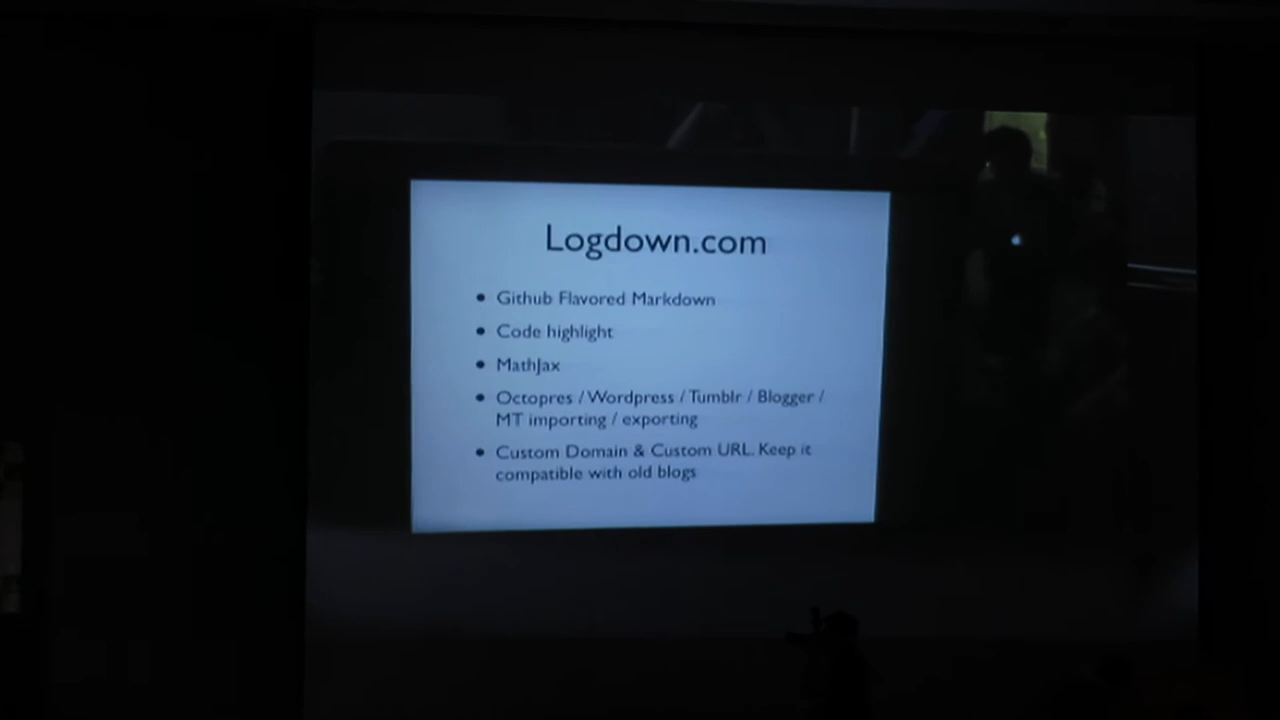 Logdown.com
• Github Flavored Markdown
• Code highlight
• MathJax
• Octopres / Wordpress / Tumblr / Blogger /
MT importing / exporting
• Custom Domain & Custom URL. Keep it
compatible with old blogs